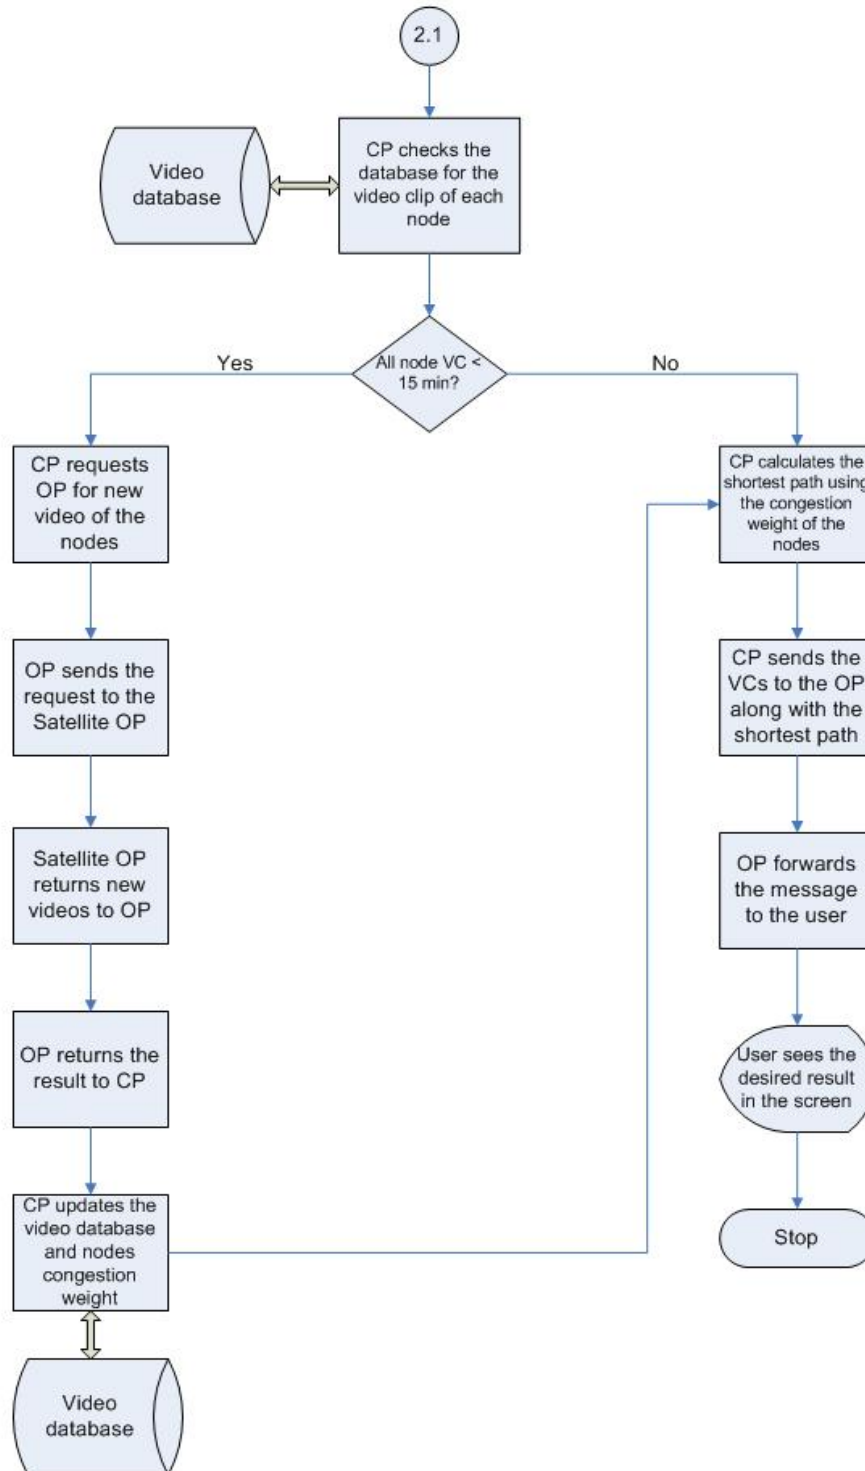 2.1
Video
database
CP checks the
database for the
video clip of each
node
All node VC <
15 min?
Yes
No
CP requests
OP for new
video of the
nodes
CP calculates the
shortest path using
the congestion
weight of the
nodes
OP sends the
request to the
Satellite OP
CP sends the
VCs to the OP
along with the
shortest path
Satellite OP
returns new
videos to OP
OP forwards
the message
to the user
OP returns the
result to CP
User sees the
desired result
in the screen
CP updates the
video database
and nodes
congestion
weight
Stop
Video
database